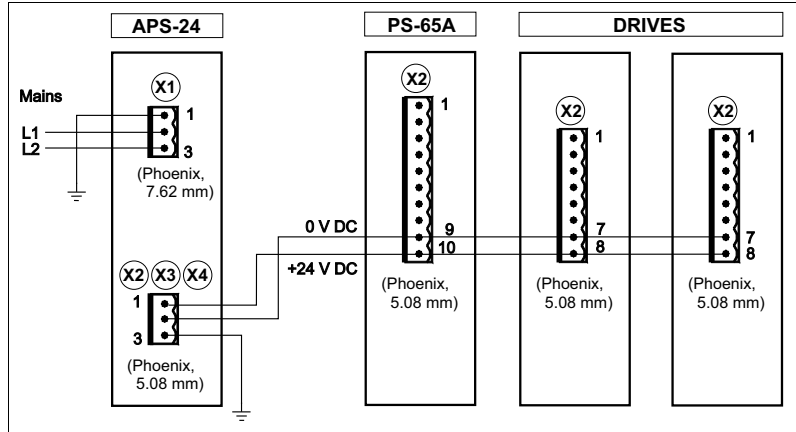 APS-24
PS-65A
DRIVES
X1
Mains
1
L1
L2
3
(Phoenix,
7.62 mm)
X2 X3 X4
1
3
(Phoenix,
5.08 mm)
0 V DC
+24 V DC
X2
1
9
10
(Phoenix,
5.08 mm)
X2
1
7
8
(Phoenix,
5.08 mm)
X2
1
7
8
(Phoenix,
5.08 mm)